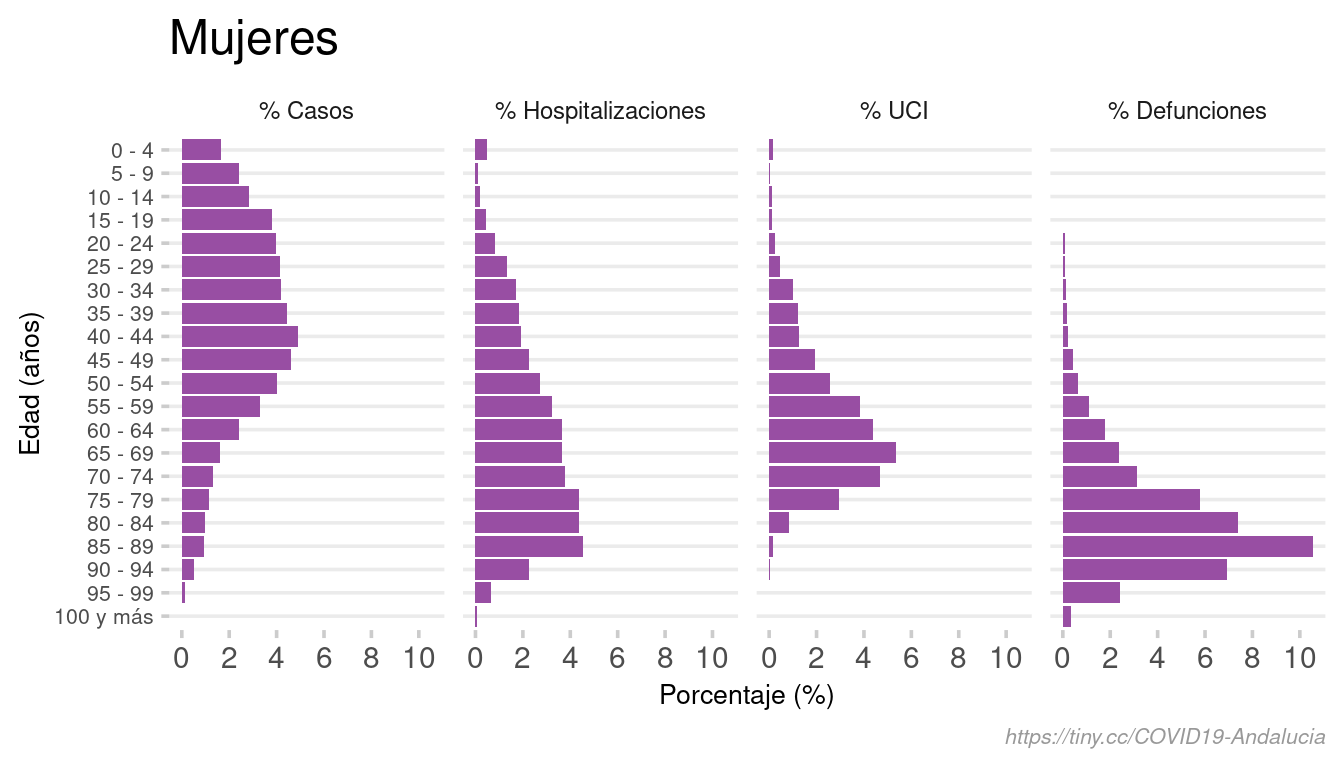 Mujeres
% Casos
% Hospitalizaciones
% UCI
% Defunciones
Edad (años)
0 - 4
5 - 9
10 - 14
15 - 19
20 - 24
25 - 29
30 - 34
35 - 39
40 - 44
45 - 49
50 - 54
55 - 59
60 - 64
65 - 69
70 - 74
75 - 79
80 - 84
85 - 89
90 - 94
95 - 99
100 y más
0 2 4 6 8 10
0 2 4 6 8 10
0 2 4 6 8 10
0 2 4 6 8 10
Porcentaje (%)
https://tiny.cc/COVID19-Andalucia